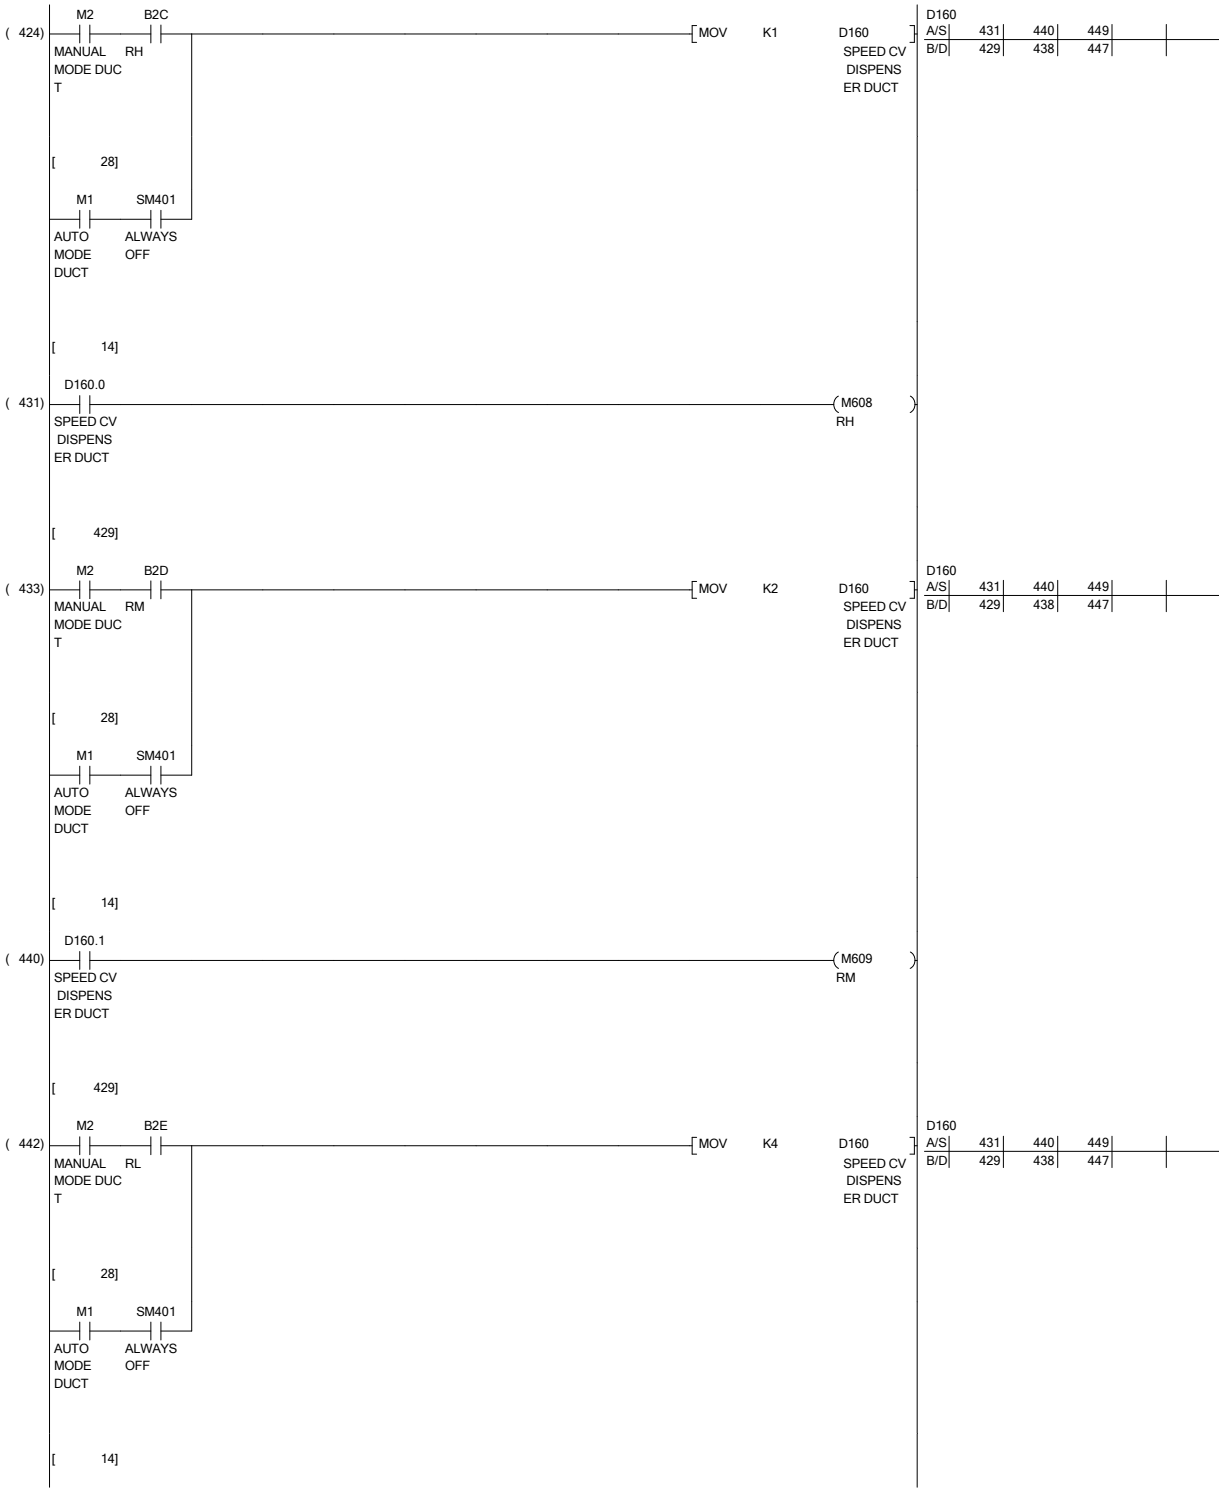 M2 B2C D160
( 424) [MOV K1 D160 ] A/S 431 440 449
MANUAL RH SPEED CV B/D 429 438 447
MODE DUC DISPENS
T ER DUCT
[ 28]
M1 SM401
AUTO ALWAYS
MODE OFF
DUCT
[ 14]
D160.0
( 431) ( M608 )
SPEED CV RH
DISPENS
ER DUCT
[ 429]
M2 B2D D160
( 433) [MOV K2 D160 ] A/S 431 440 449
MANUAL RM SPEED CV B/D 429 438 447
MODE DUC DISPENS
T ER DUCT
[ 28]
M1 SM401
AUTO ALWAYS
MODE OFF
DUCT
[ 14]
D160.1
( 440) ( M609 )
SPEED CV RM
DISPENS
ER DUCT
[ 429]
M2 B2E D160
( 442) [MOV K4 D160 ] A/S 431 440 449
MANUAL RL SPEED CV B/D 429 438 447
MODE DUC DISPENS
T ER DUCT
[ 28]
M1 SM401
AUTO ALWAYS
MODE OFF
DUCT
[ 14]